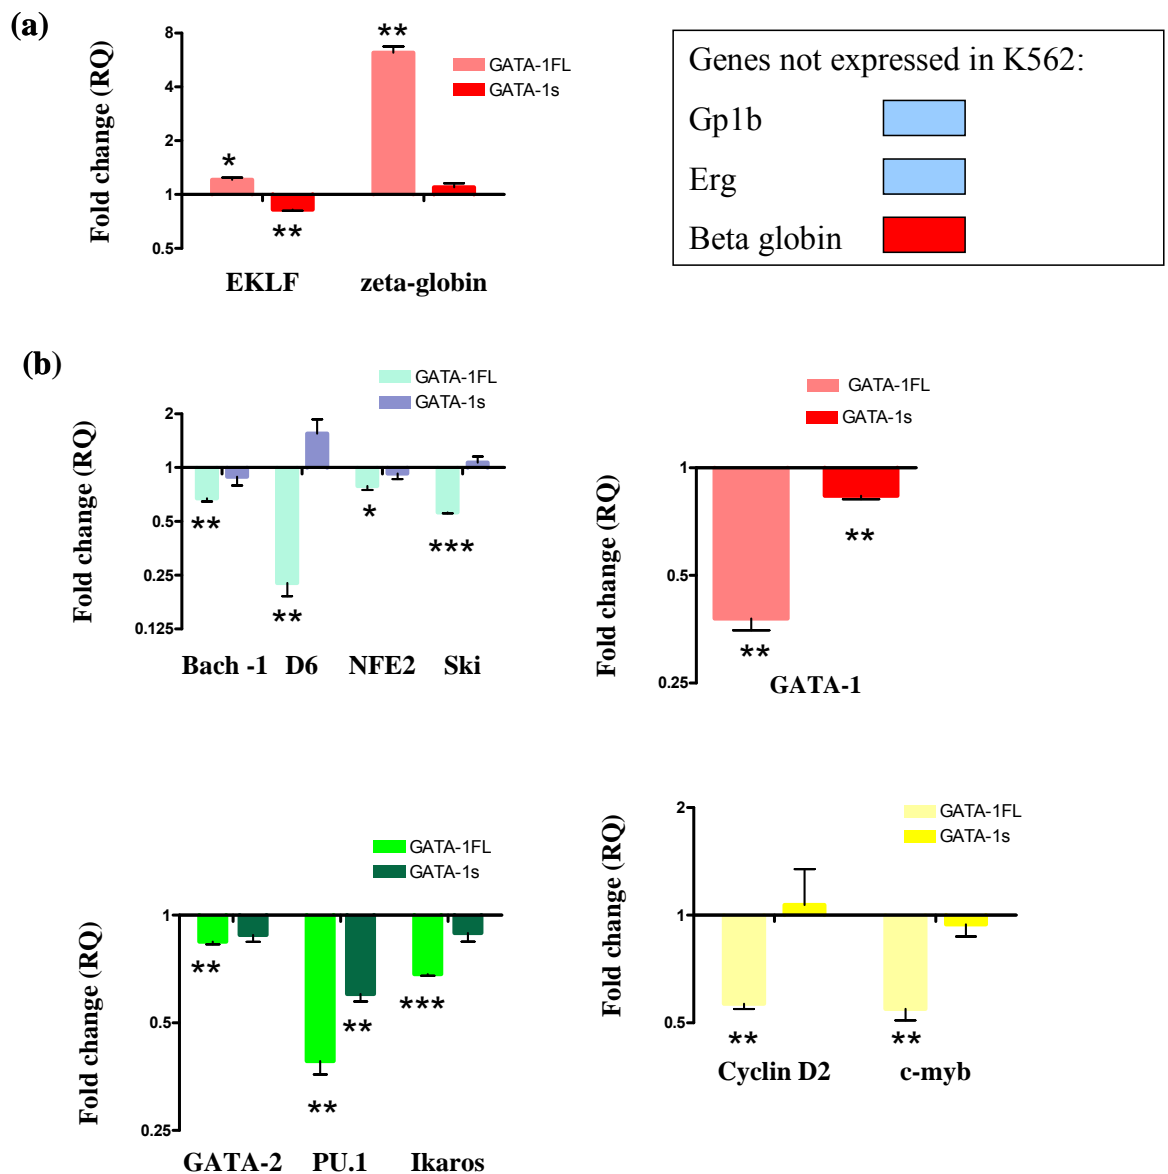 (a)
Fold change (RQ)
8
4
2
1
0.5
**
*
**
GATA-1FL
GATA-1s
EKLF zeta-globin
Genes not expressed in K562:
Gp1b
Erg
Beta globin
(b)
Fold change (RQ)
2
1
0.5
0.25
0.125
GATA-1FL
GATA-1s
**
**
*
***
Bach -1 D6 NFE2 Ski
Fold change (RQ)
1
0.5
0.25
GATA-1FL
GATA-1s
**
**
GATA-1
Fold change (RQ)
1
0.5
0.25
GATA-1FL
GATA-1s
**
**
**
***
GATA-2 PU.1 Ikaros
Fold change (RQ)
2
1
0.5
GATA-1FL
GATA-1s
**
**
Cyclin D2 c-myb